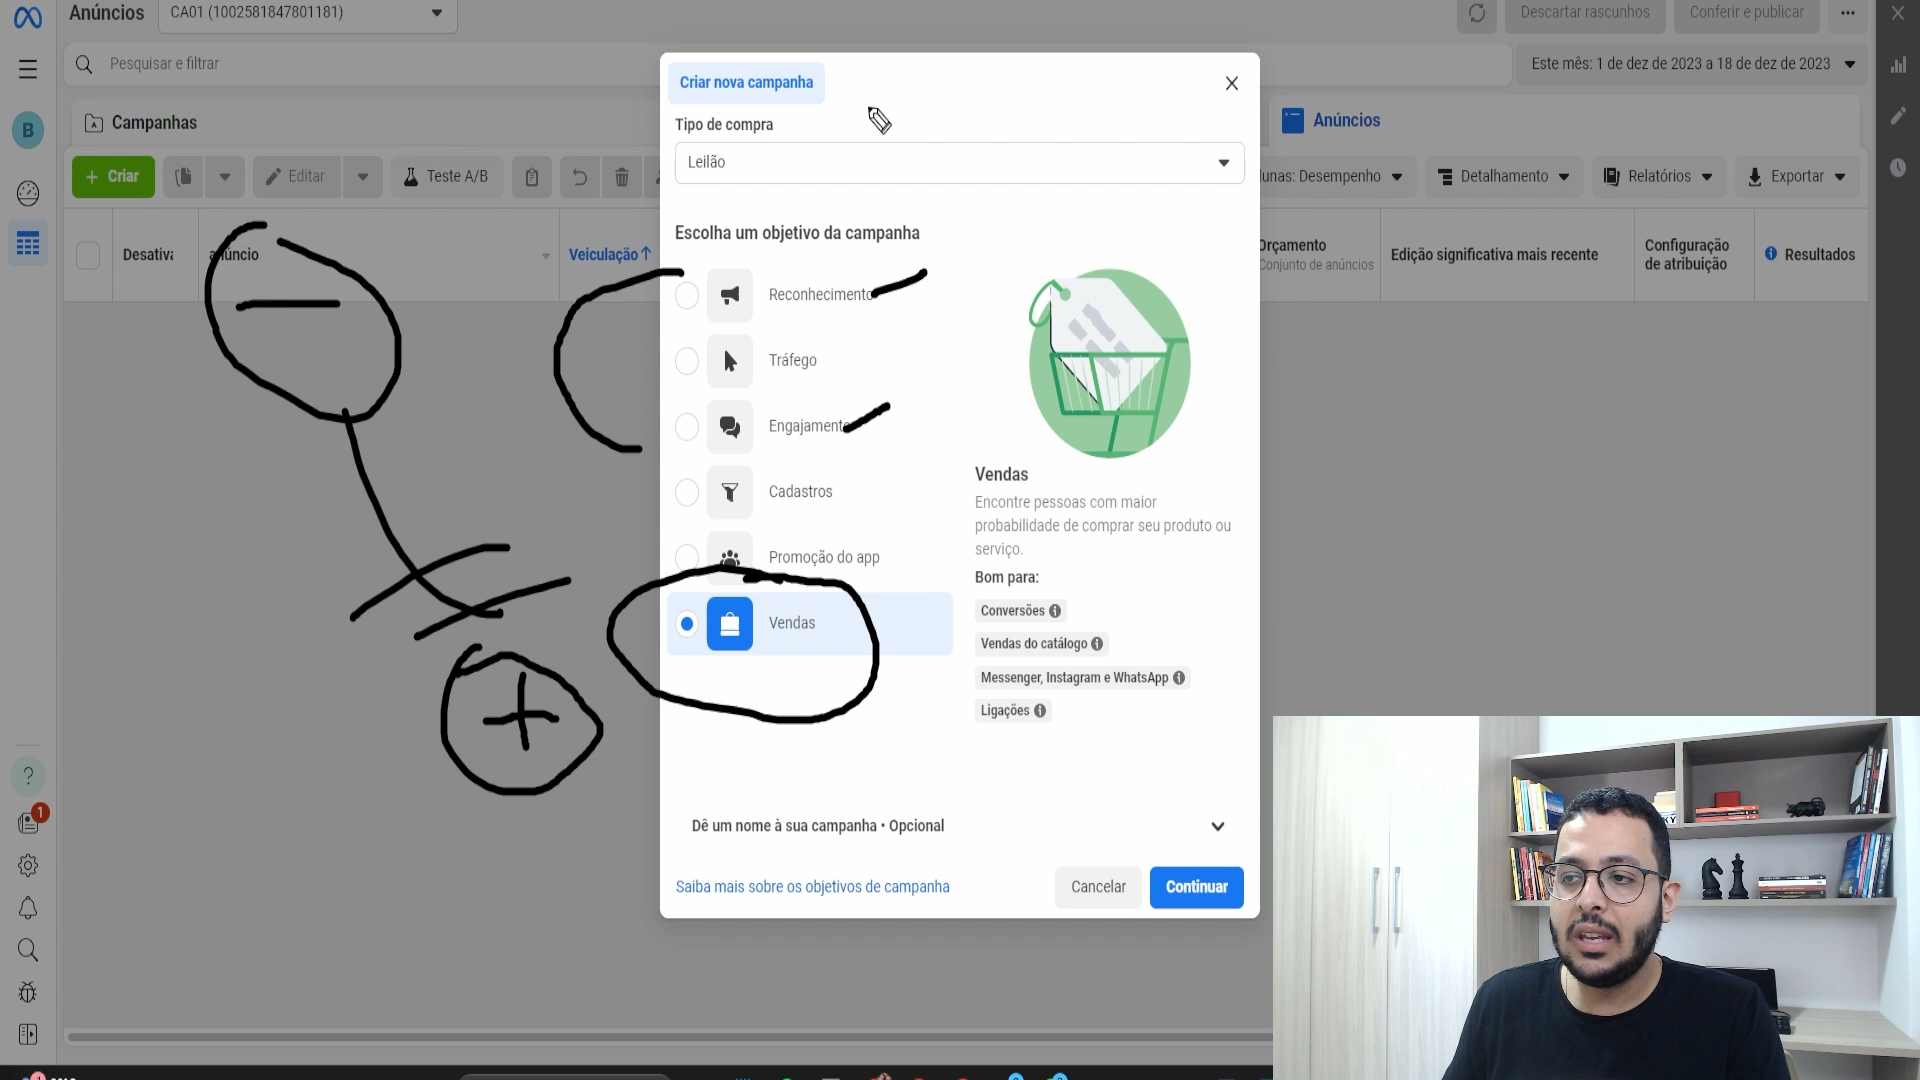 Anúncios
CA01 (1002581847801181)
Descartar rascunhos
Conferir e publicar
Pesquisar e filtrar
Este mês: 1 de dez de 2023 a 18 de dez de 2023
B
Campanhas
Anúncios
+ Criar
Editar
Teste A/B
Desempenho
Detalhamento
Relatórios
Exportar
Veiculação
Orçamento
Conjunto de anúncios
Edição significativa mais recente
Configuração
de atribuição
Resultados
Criar nova campanha
Tipo de compra
Leilão
Escolha um objetivo da campanha
Reconhecimento
Tráfego
Engajamento
Cadastros
Promoção do app
Vendas
Vendas
Encontre pessoas com maior
probabilidade de comprar seu produto ou
serviço.
Bom para:
Conversões
Vendas do catálogo
Messenger, Instagram e WhatsApp
Ligações
Dê um nome à sua campanha • Opcional
Saiba mais sobre os objetivos de campanha
Cancelar
Continuar
?
1